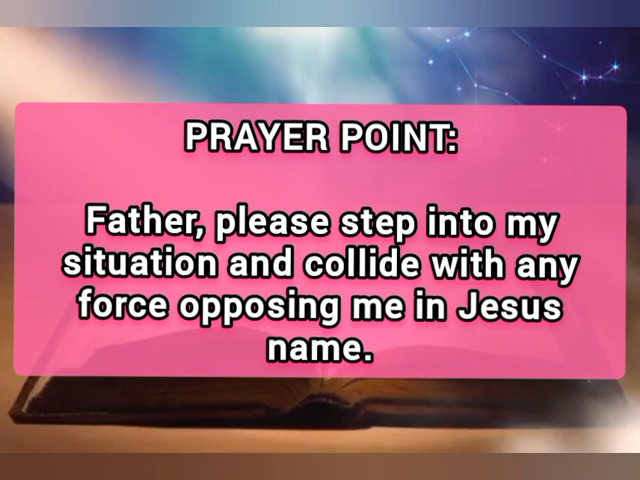 PRAYER POINT:
Father, please step into my
situation and collide with any
force opposing me in Jesus
name.